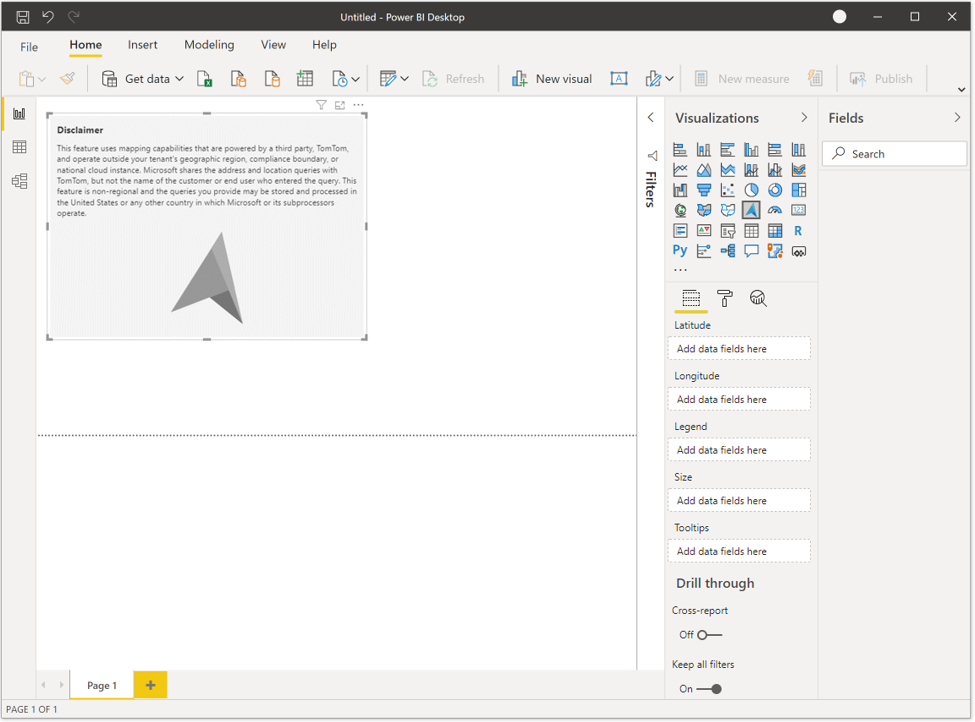 Untitled - Power BI Desktop
File Home Insert Modeling View Help
Get data Refresh New visual New measure Publish
Disclaimer
This feature uses mapping capabilities that are powered by a third party, TomTom,
and operate outside your tenant's geographic region, compliance boundary, or
national cloud instance. Microsoft shares the address and location queries with
TomTom, but not the name of the customer or end user who entered the query. This
feature is non-regional and the queries you provide may be stored and processed in
the United States or any other country in which Microsoft or its subprocessors
operate.
Filters
Visualizations
123
R
Py
Latitude
Add data fields here
Longitude
Add data fields here
Legend
Add data fields here
Size
Add data fields here
Tooltips
Add data fields here
Drill through
Cross-report
Off
Keep all filters
On
Fields
Search
Page 1
PAGE 1 OF 1